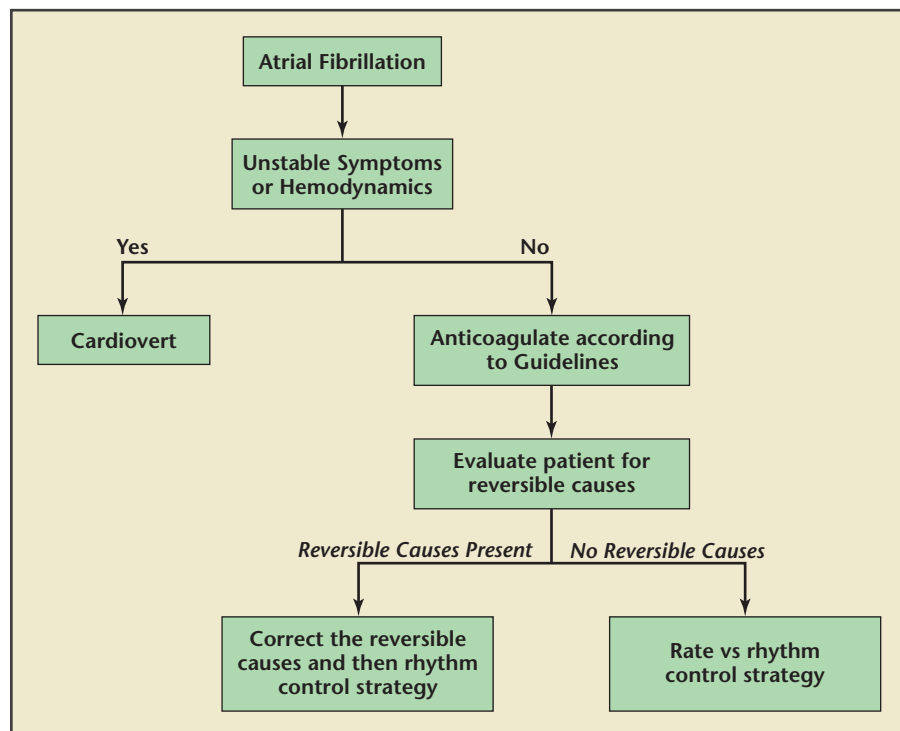 Atrial Fibrillation
Unstable Symptoms
or Hemodynamics
Yes
No
Cardiovert
Anticoagulate according
to Guidelines
Evaluate patient for
reversible causes
Reversible Causes Present
No Reversible Causes
Correct the reversible
causes and then rhythm
control strategy
Rate vs rhythm
control strategy